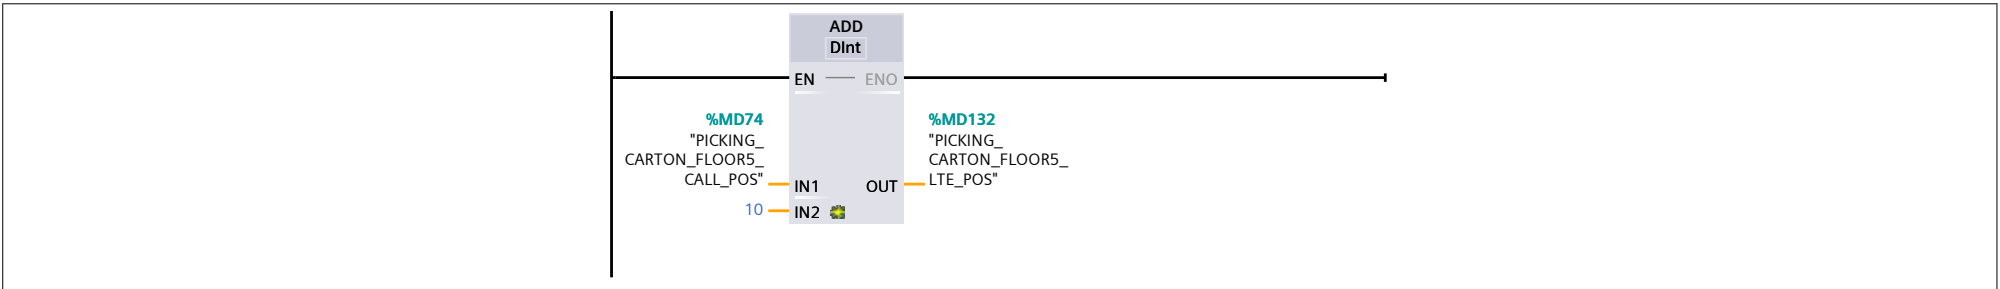 ADD
DInt
EN
ENO
%MD74
"PICKING_
CARTON_FLOOR5_
CALL_POS"
IN1
10
IN2
%MD132
"PICKING_
CARTON_FLOOR5_
LTE_POS"
OUT